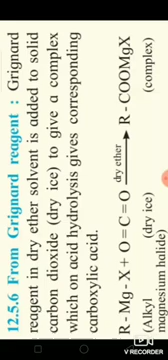 12.5.6 From Grignard reagent : Grignard
reagent in dry ether solvent is added to solid
carbon dioxide (dry ice) to give a complex
which on acid hydrolysis gives corresponding
carboxylic acid.
R - Mg - X + O = C = O dry ether → R - COOMgX
(Alkyl (dry ice) (complex)
magnesium halide)